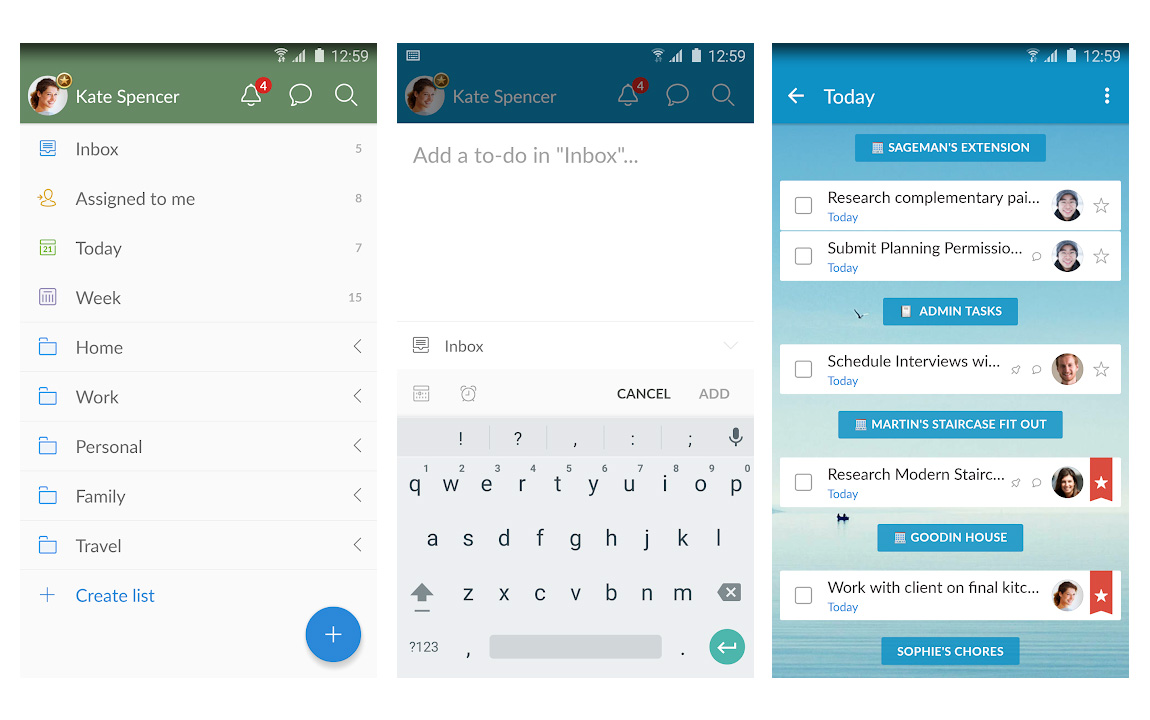 12:59
4
Kate Spencer
Inbox 5
Assigned to me 8
21
Today 7
Week 15
Home
Work
Personal
Family
Travel
+ Create list
+
12:59
4
Kate Spencer
Add a to-do in "Inbox"...
Inbox
CANCEL ADD
! ? , : ;
1 2 3 4 5 6 7 8 9 0
q w e r t y u i o p
a s d f g h j k l
z x c v b n m
?123 , .
12:59
Today
SAGEMAN'S EXTENSION
Research complementary pai...
Today
Submit Planning Permissio...
Today
ADMIN TASKS
Schedule Interviews wi...
Today
MARTIN'S STAIRCASE FIT OUT
Research Modern Stairc...
Today
GOODIN HOUSE
Work with client on final kitc...
Today
SOPHIE'S CHORES